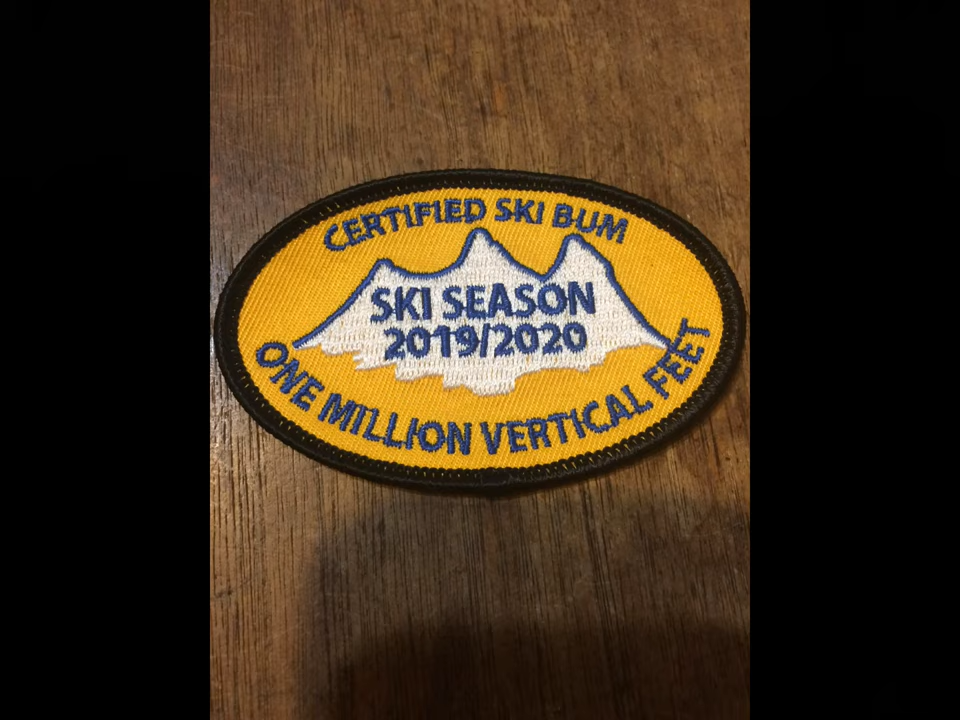 CERTIFIED SKI BUM
SKI SEASON
2019/2020
ONE MILLION VERTICAL FEET